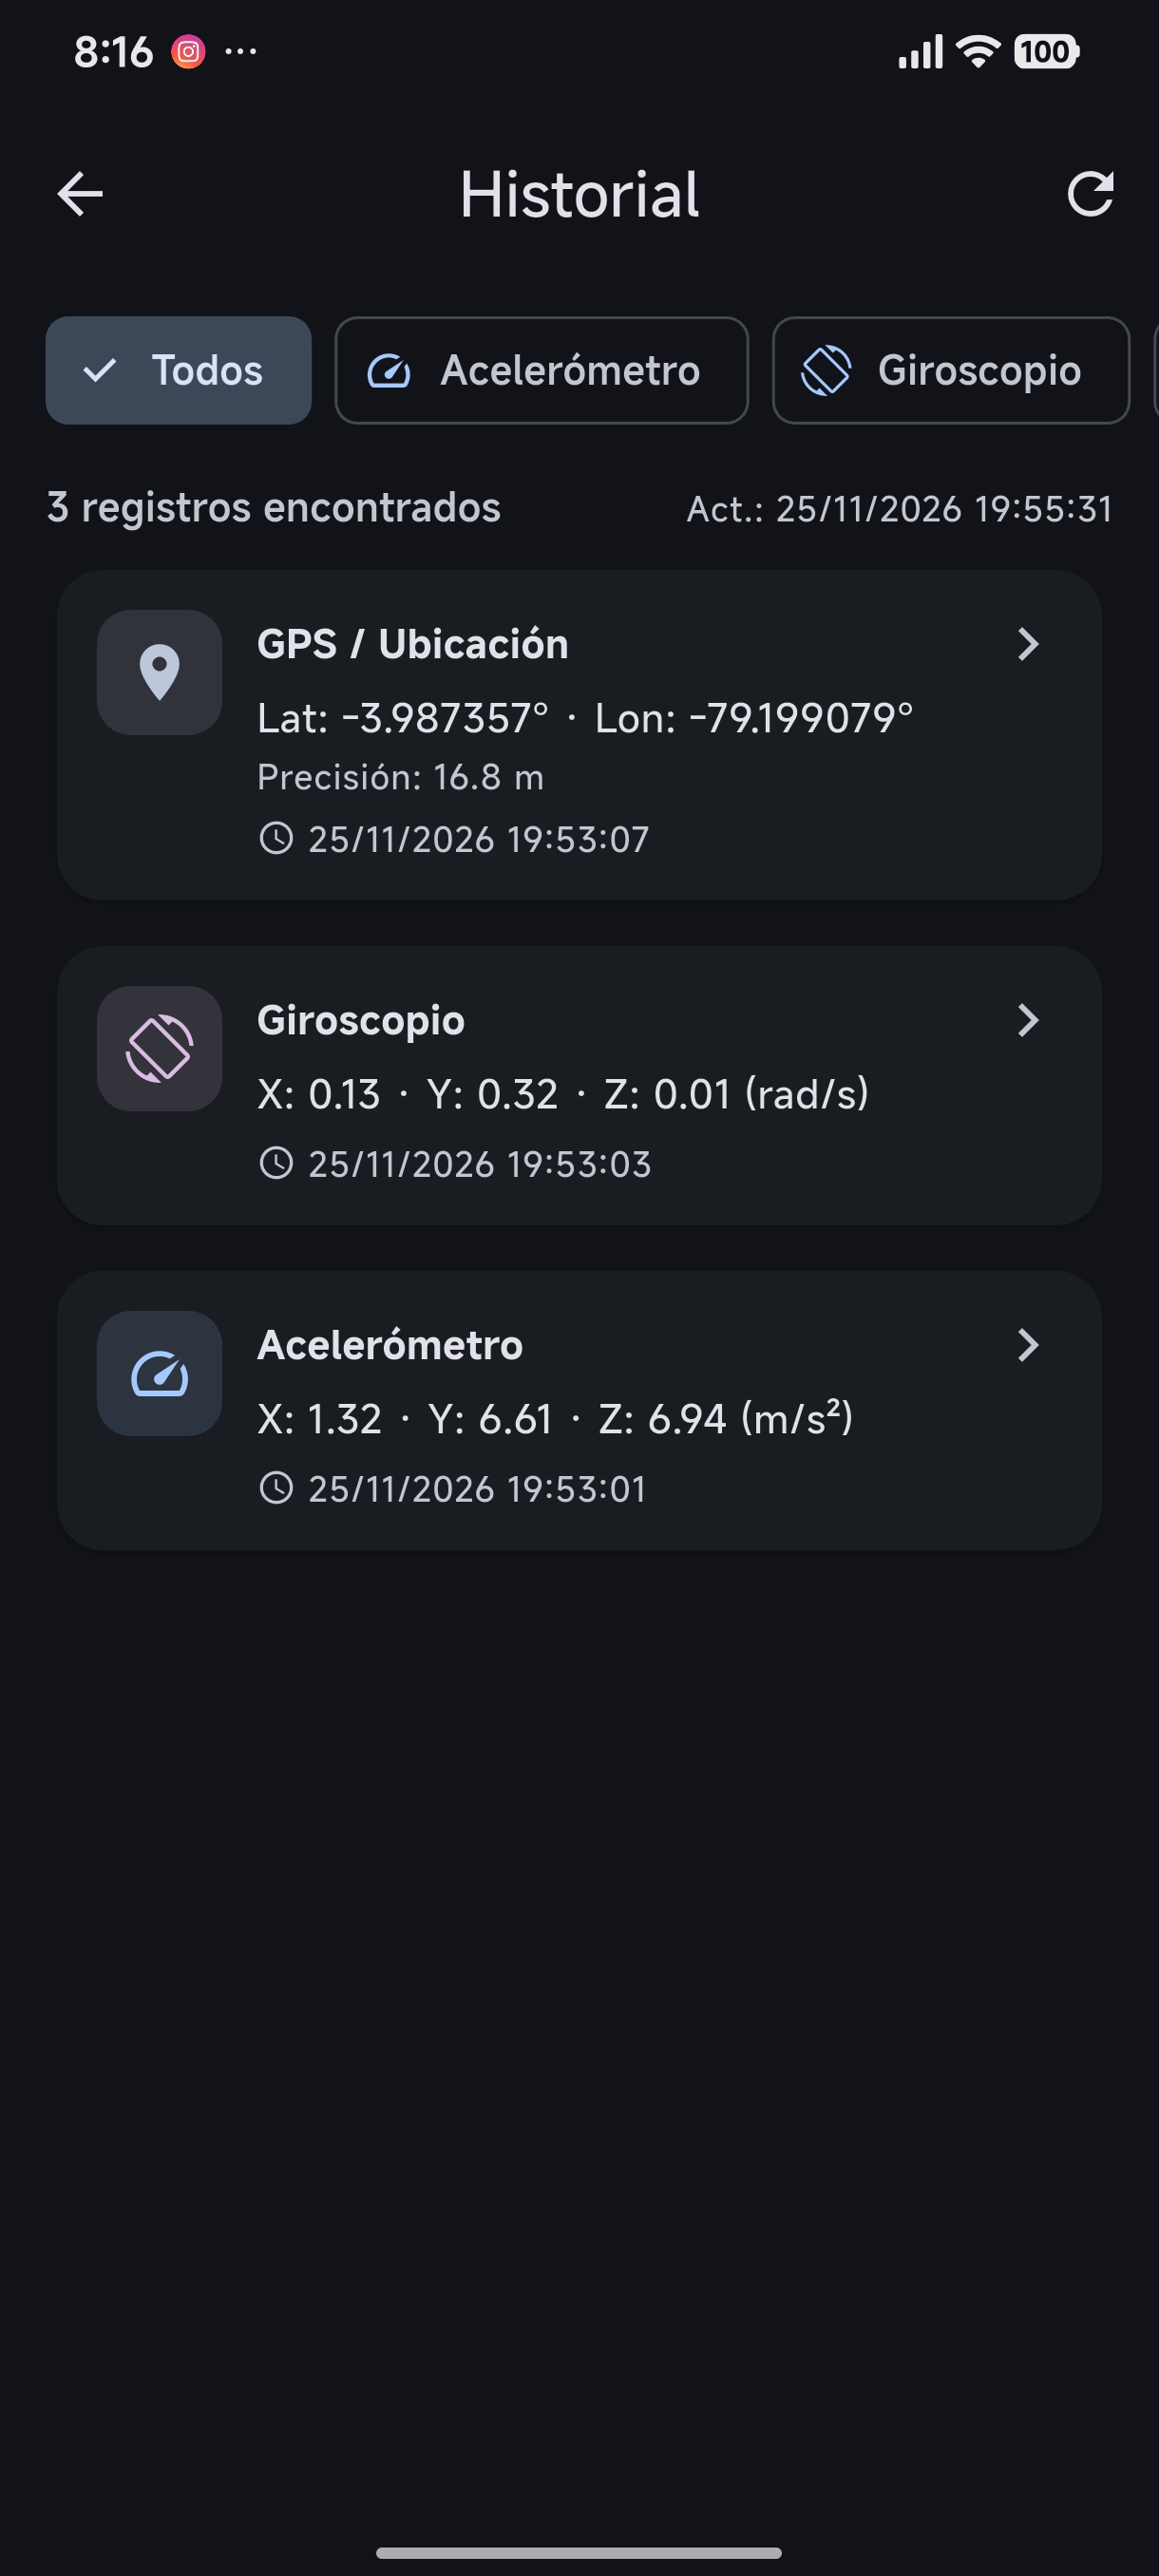 8:16 ...
100
Historial
Todos Acelerómetro Giroscopio
3 registros encontrados Act.: 25/11/2026 19:55:31
GPS / Ubicación
Lat: -3.987357° · Lon: -79.199079°
Precisión: 16.8 m
25/11/2026 19:53:07
Giroscopio
X: 0.13 · Y: 0.32 · Z: 0.01 (rad/s)
25/11/2026 19:53:03
Acelerómetro
X: 1.32 · Y: 6.61 · Z: 6.94 (m/s²)
25/11/2026 19:53:01